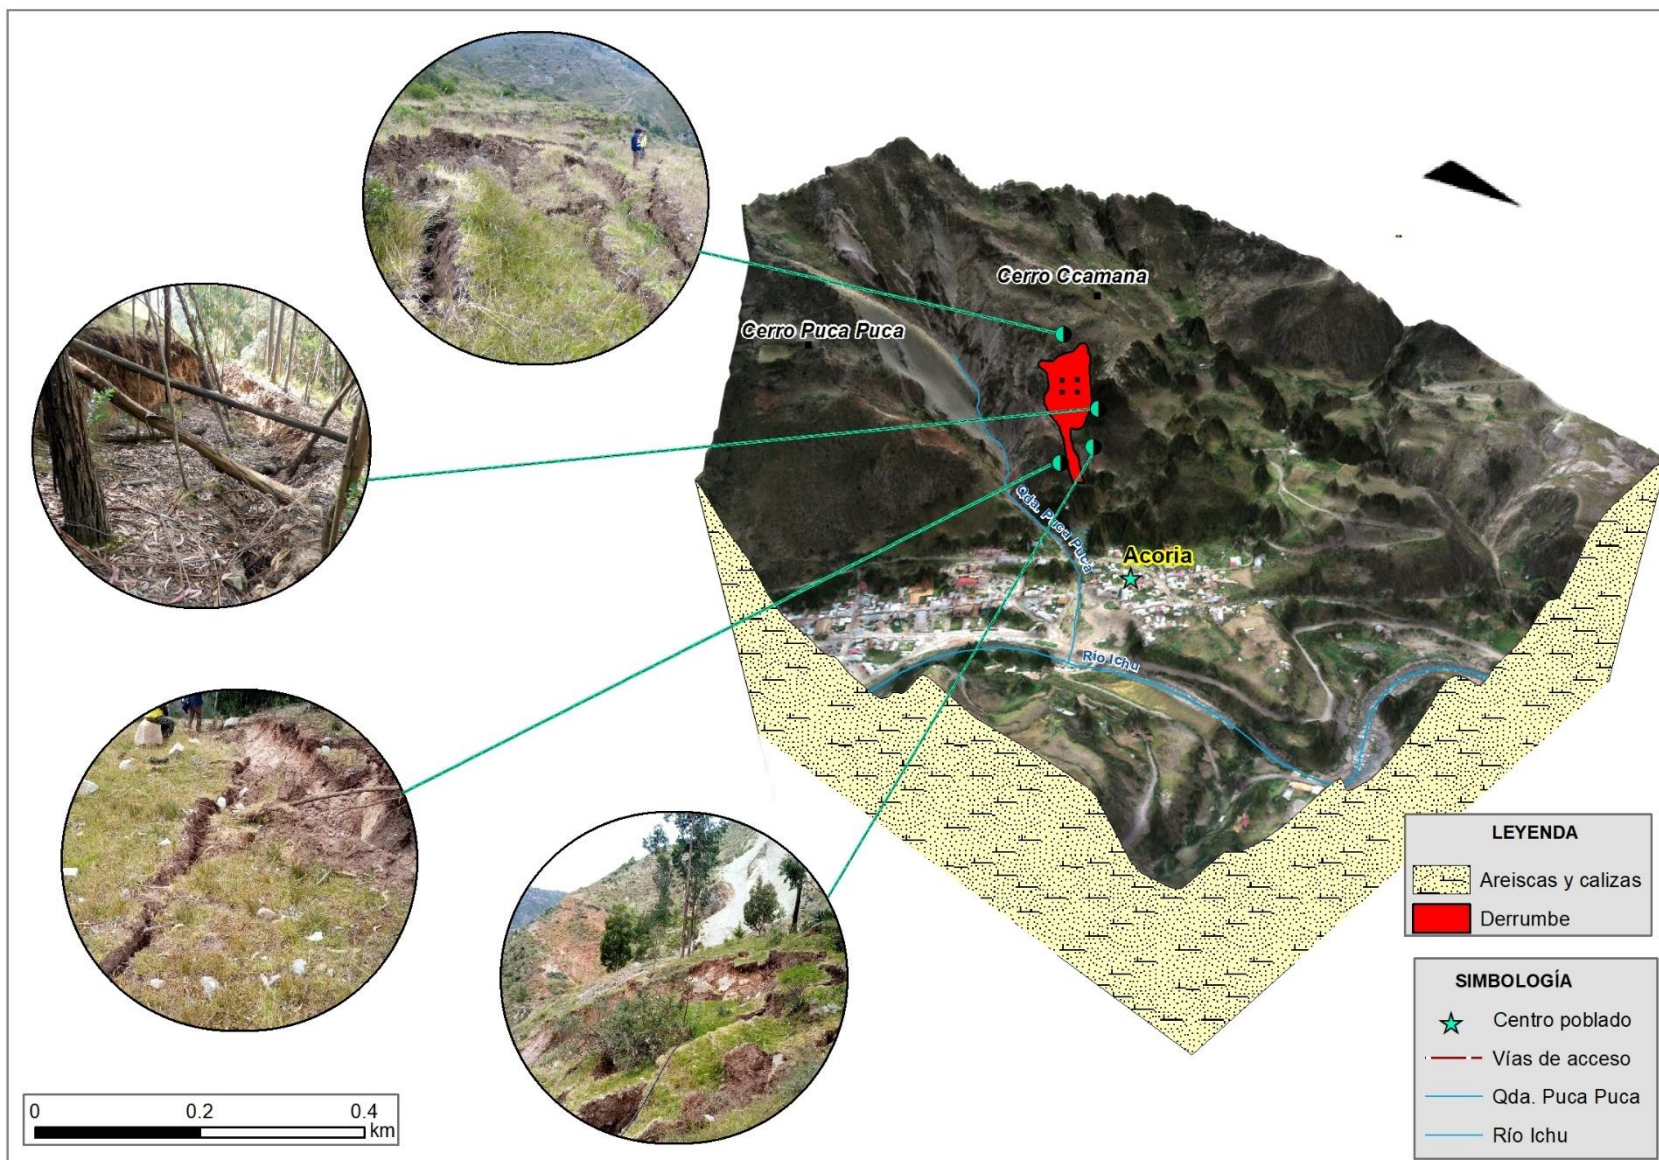 Cerro Ccamana
Cerro Puca Puca
Qda. Puca Puca
Acoria
Río Ichu
LEYENDA
Areiscas y calizas
Derrumbe
SIMBOLOGÍA
Centro poblado
Vías de acceso
Qda. Puca Puca
Río Ichu
0 0.2 0.4
km